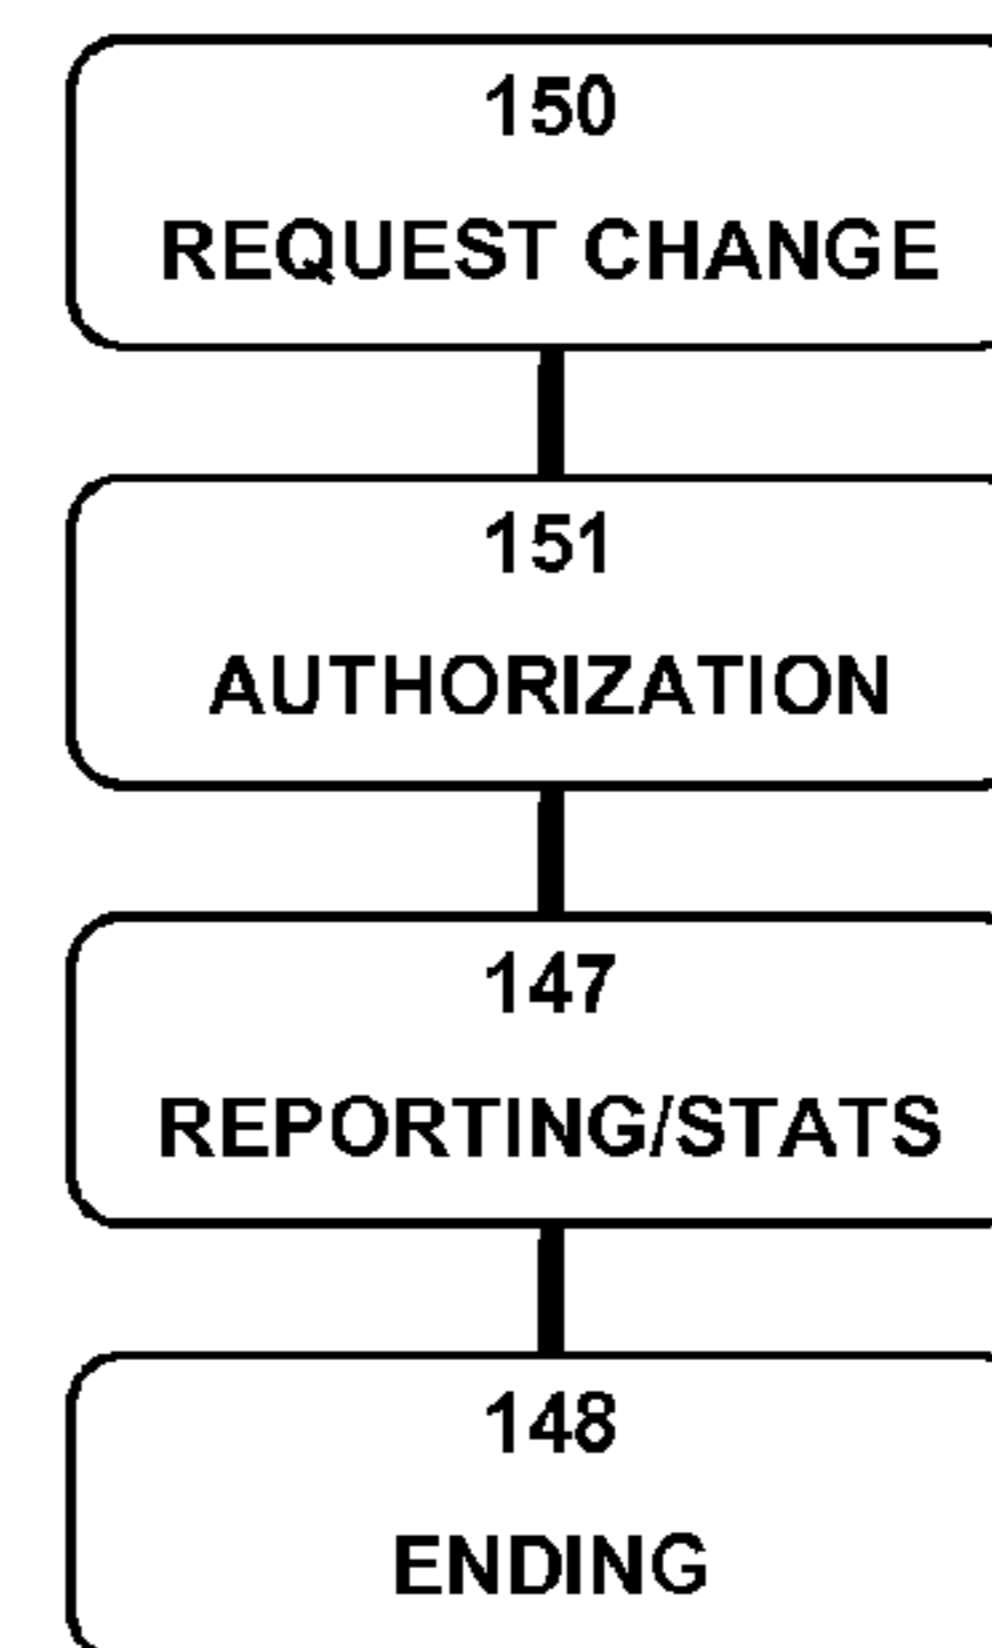 150
REQUEST CHANGE
151
AUTHORIZATION
147
REPORTING/STATS
148
ENDING